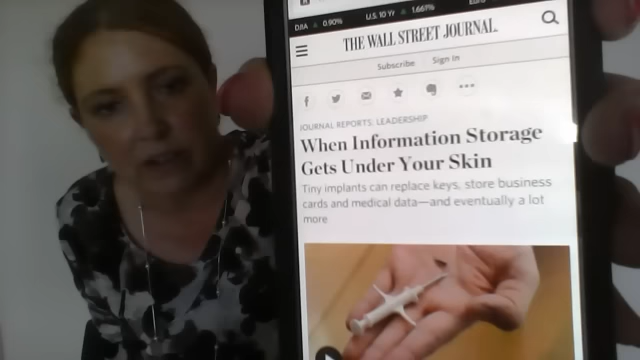 DJIA ▲ 0.90% U.S. 10 Yr ▲ 1.661%
THE WALL STREET JOURNAL.
Subscribe Sign In
JOURNAL REPORTS: LEADERSHIP
When Information Storage
Gets Under Your Skin
Tiny implants can replace keys, store business
cards and medical data—and eventually a lot
more